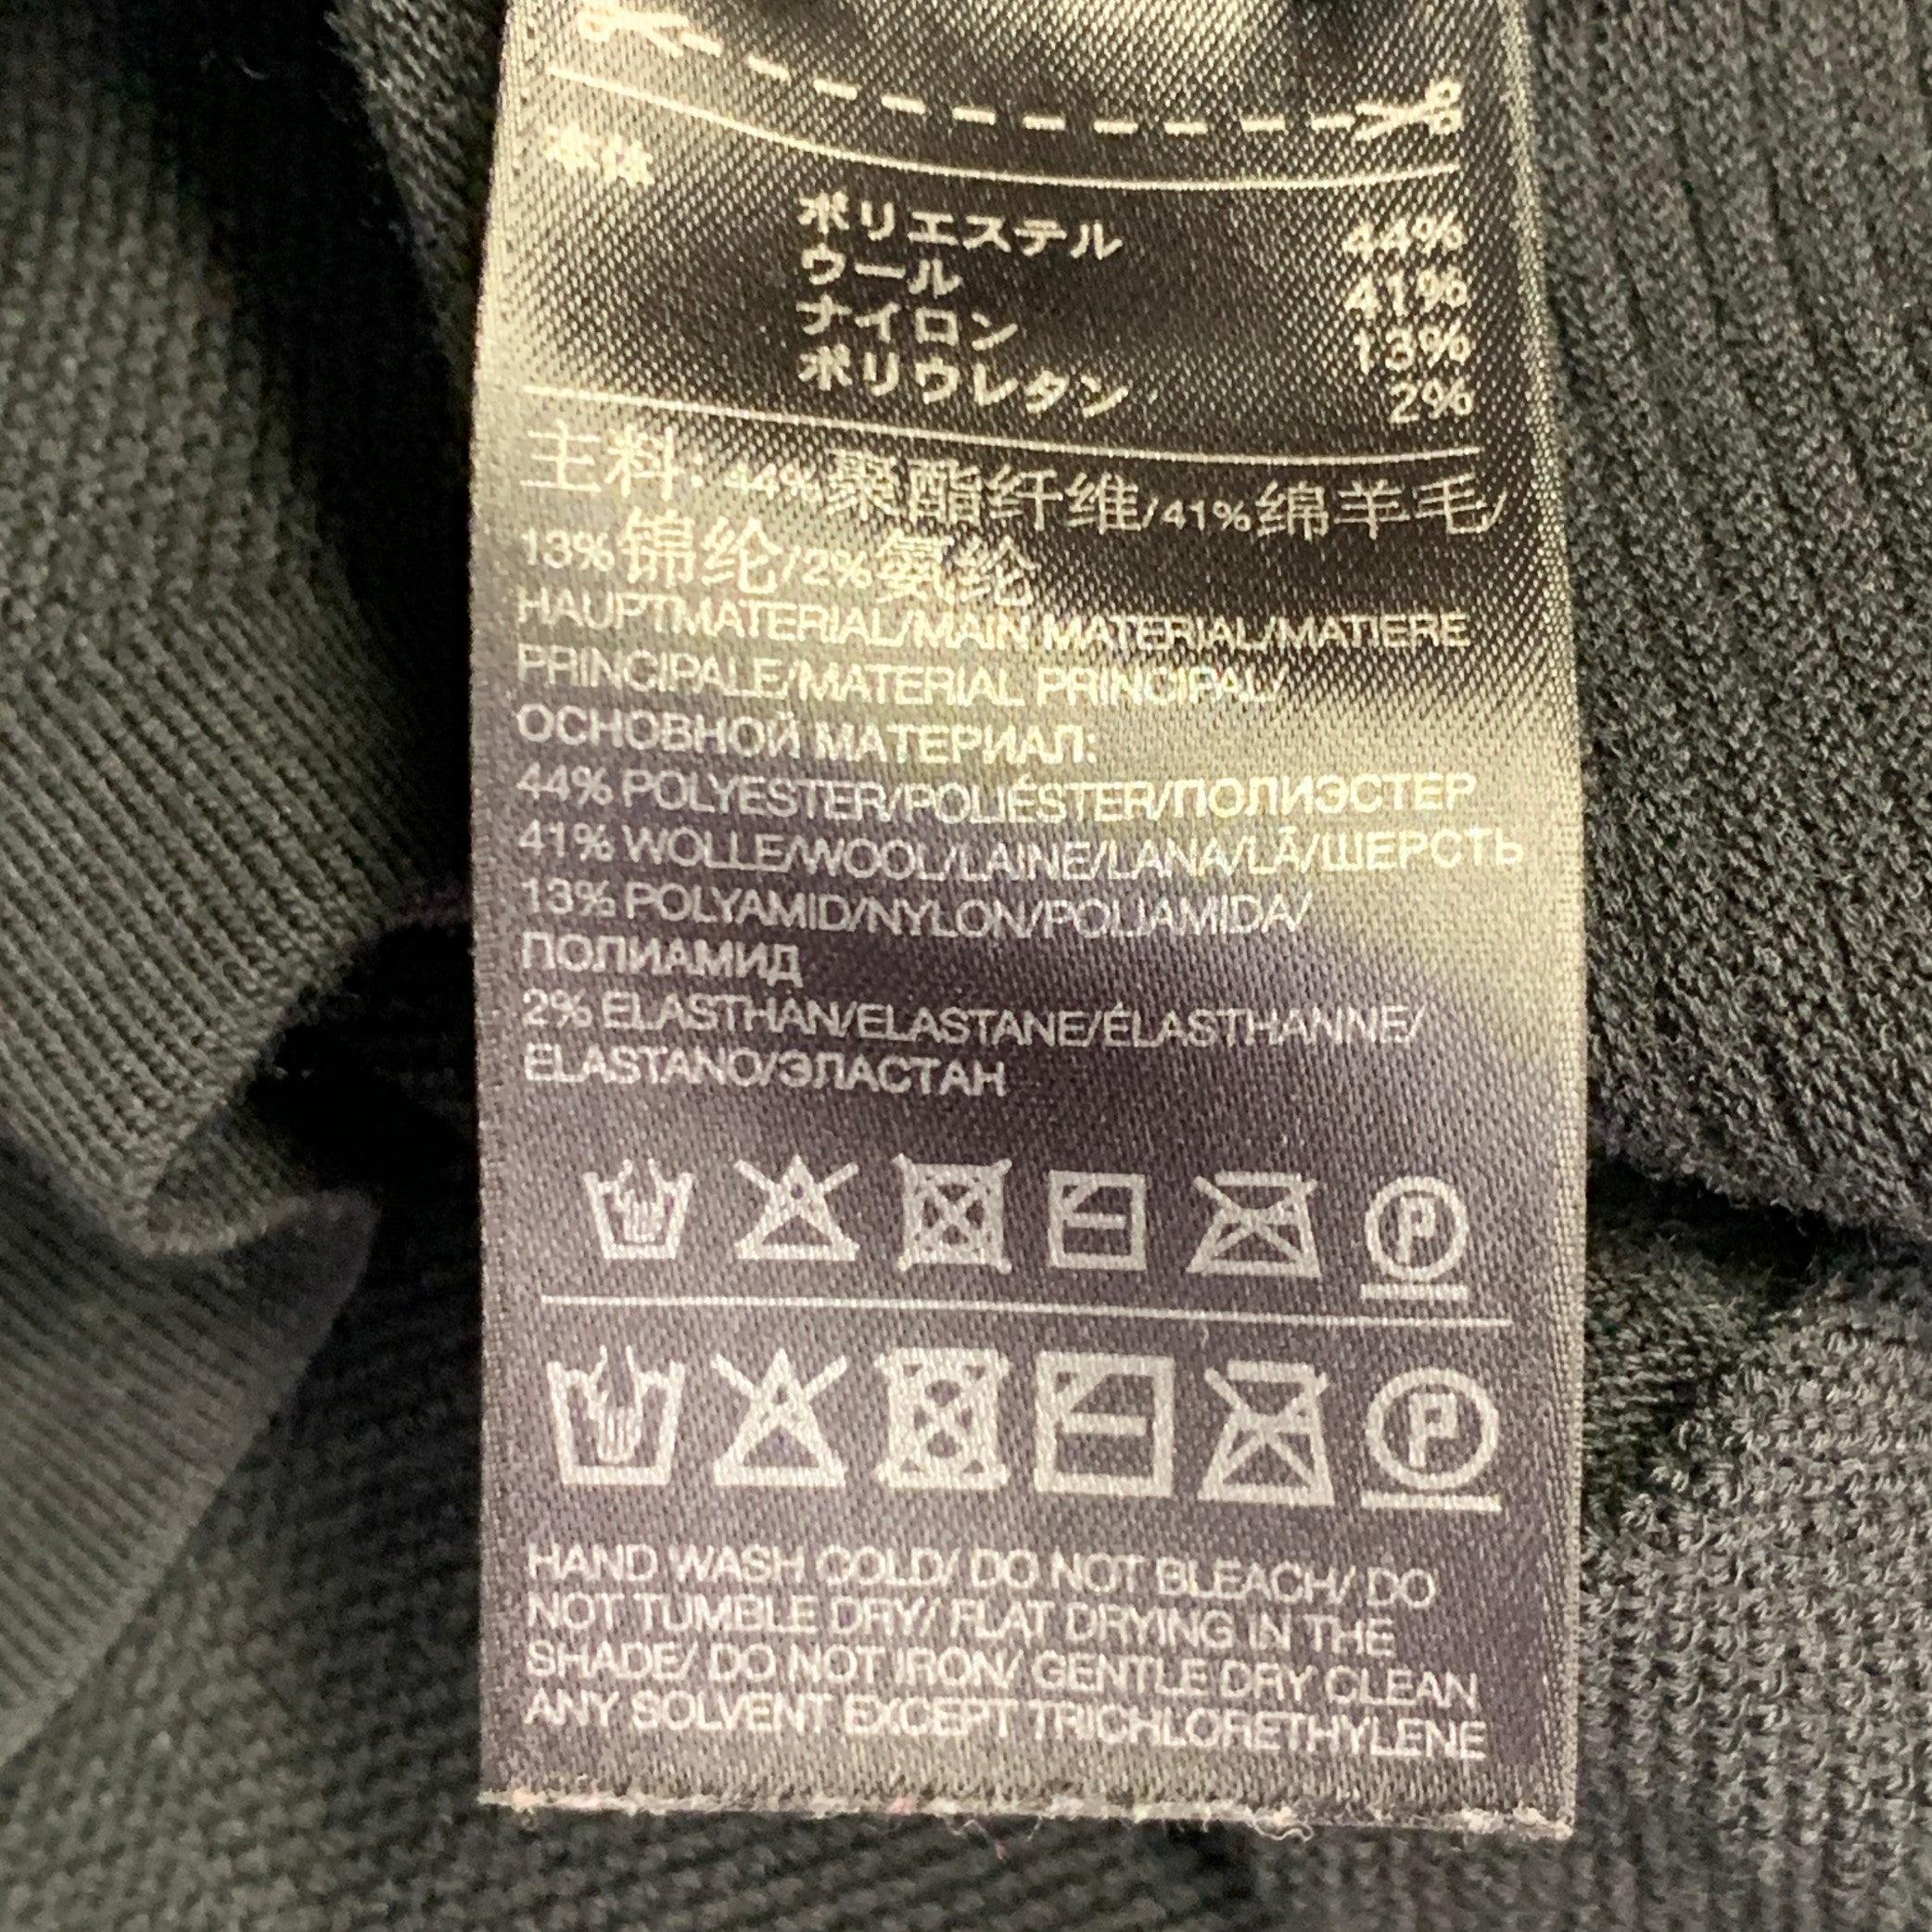 本体
ポリエステル 44%
ウール 41%
ナイロン 13%
ポリウレタン 2%
主料: 44%聚酯纤维/41%绵羊毛/
13%锦纶/2%氨纶
HAUPTMATERIAL/MAIN MATERIAL/MATIERE
PRINCIPALE/MATERIAL PRINCIPAL/
ОСНОВНОЙ МАТЕРИАЛ:
44% POLYESTER/POLIÉSTER/ПОЛИЭСТЕР
41% WOLLE/WOOL/LAINE/LANA/LÃ/ШЕРСТЬ
13% POLYAMID/NYLON/POLIAMIDA/
ПОЛИАМИД
2% ELASTHAN/ELASTANE/ÉLASTHANNE/
ELASTANO/ЭЛАСТАН
P
P
HAND WASH COLD/ DO NOT BLEACH/ DO
NOT TUMBLE DRY/ FLAT DRYING IN THE
SHADE/ DO NOT IRON/ GENTLE DRY CLEAN
ANY SOLVENT EXCEPT TRICHLORETHYLENE